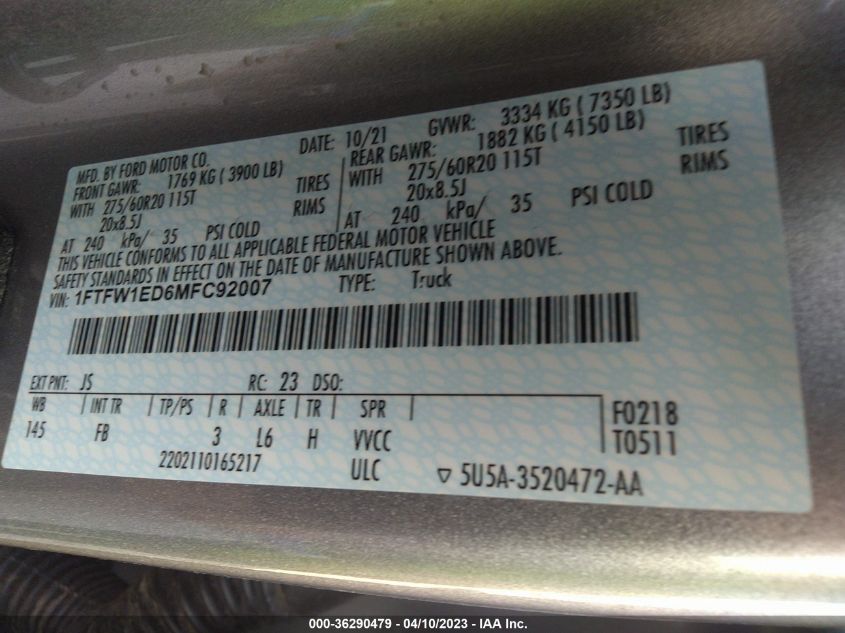 MFD. BY FORD MOTOR CO.
DATE: 10/21
GVWR: 3334 KG ( 7350 LB)
FRONT GAWR: 1769 KG ( 3900 LB)
WITH 275/60R20 115T TIRES
20x8.5J RIMS
AT 240 kPa/ 35 PSI COLD
REAR GAWR: 1882 KG ( 4150 LB)
WITH 275/60R20 115T TIRES
20x8.5J RIMS
AT 240 kPa/ 35 PSI COLD
THIS VEHICLE CONFORMS TO ALL APPLICABLE FEDERAL MOTOR VEHICLE
SAFETY STANDARDS IN EFFECT ON THE DATE OF MANUFACTURE SHOWN ABOVE.
VIN: 1FTFW1ED6MFC92007 TYPE: Truck
EXT PNT: JS RC: 23 DSO:
WB INT TR TP/PS R AXLE TR SPR F0218
145 FB 3 L6 H VVCC T0511
2202110165217 ULC ▽ 5U5A-3520472-AA
000-36290479 - 04/10/2023 - IAA Inc.